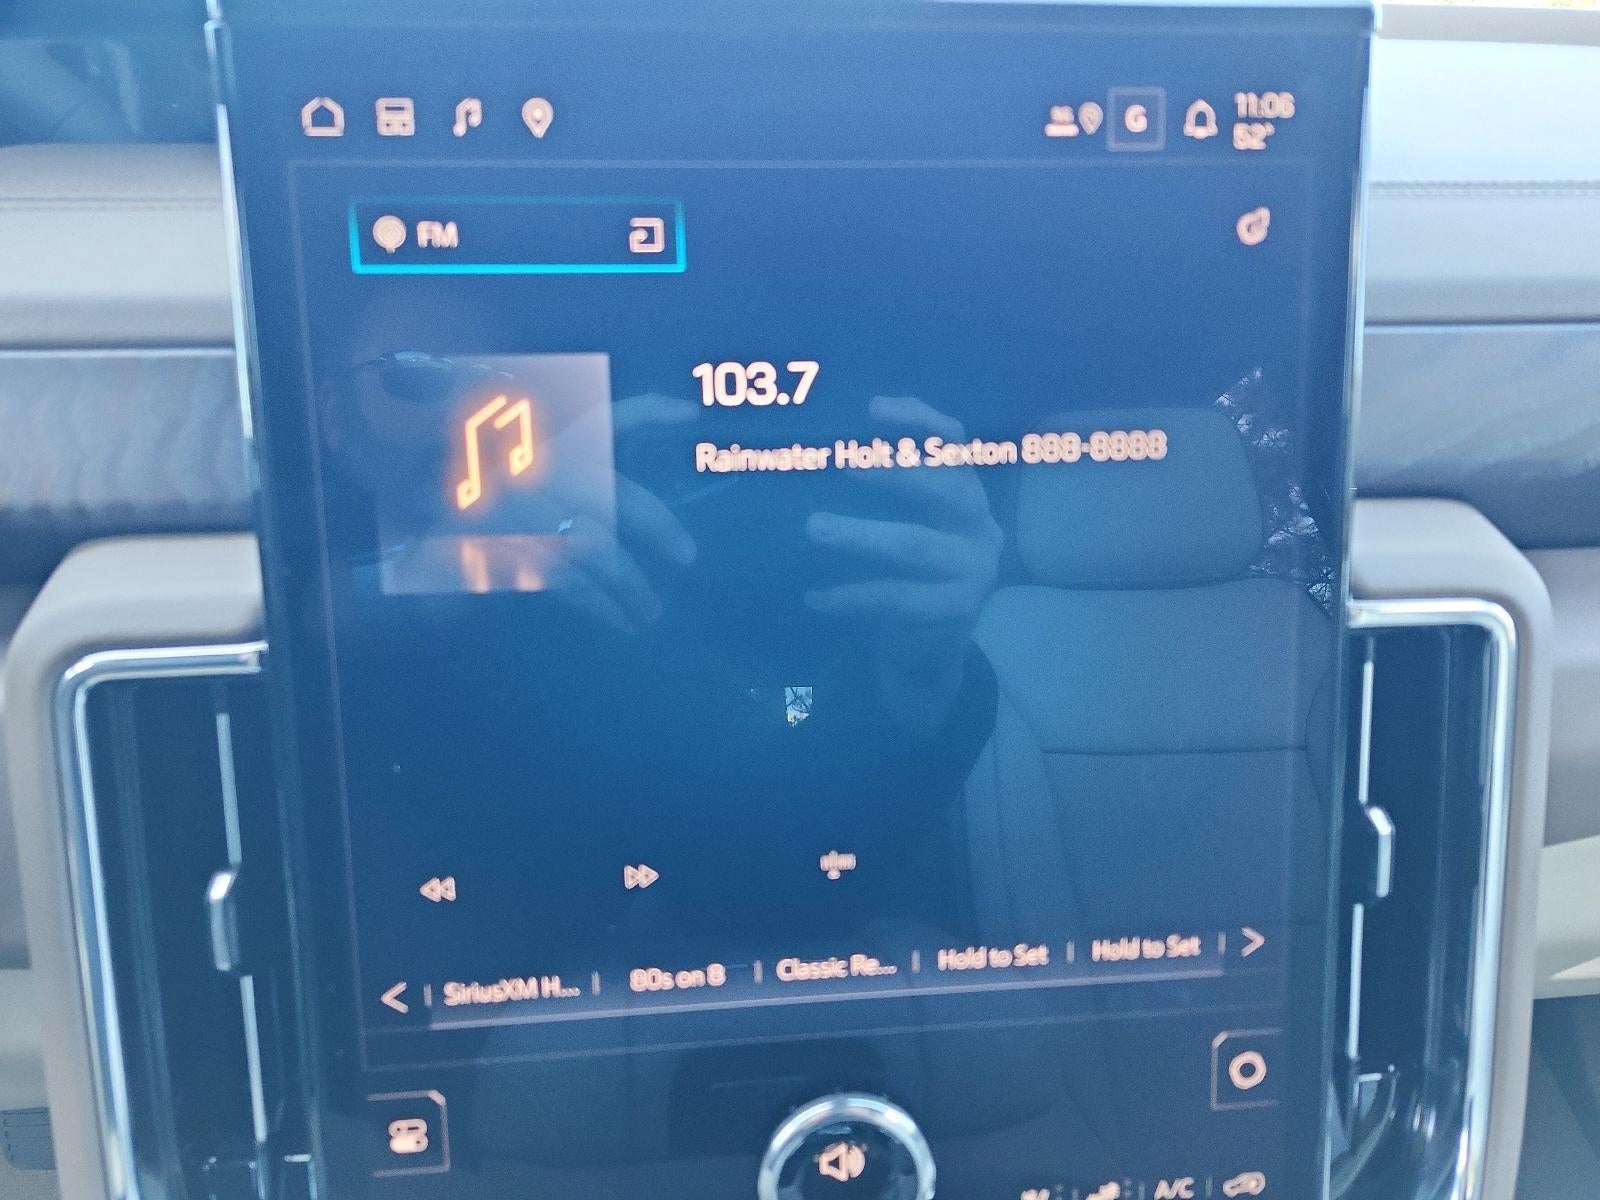 G
11:06
52°
FM
103.7
Rainwater Holt & Sexton 888-8888
SiriusXM H... | 80s on 8 | Classic Re... | Hold to Set | Hold to Set
A/C